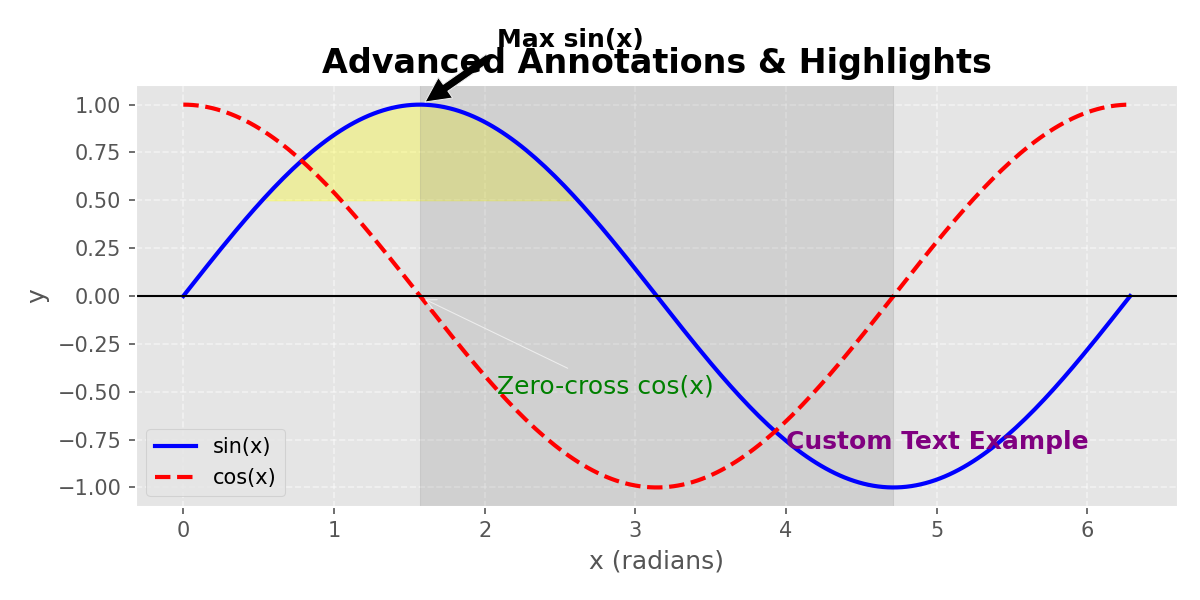 Max sin(x)
Advanced Annotations & Highlights
1.00
0.75
0.50
0.25
0.00
−0.25
−0.50
−0.75
−1.00
y
Zero-cross cos(x)
Custom Text Example
sin(x)
cos(x)
0 1 2 3 4 5 6
x (radians)